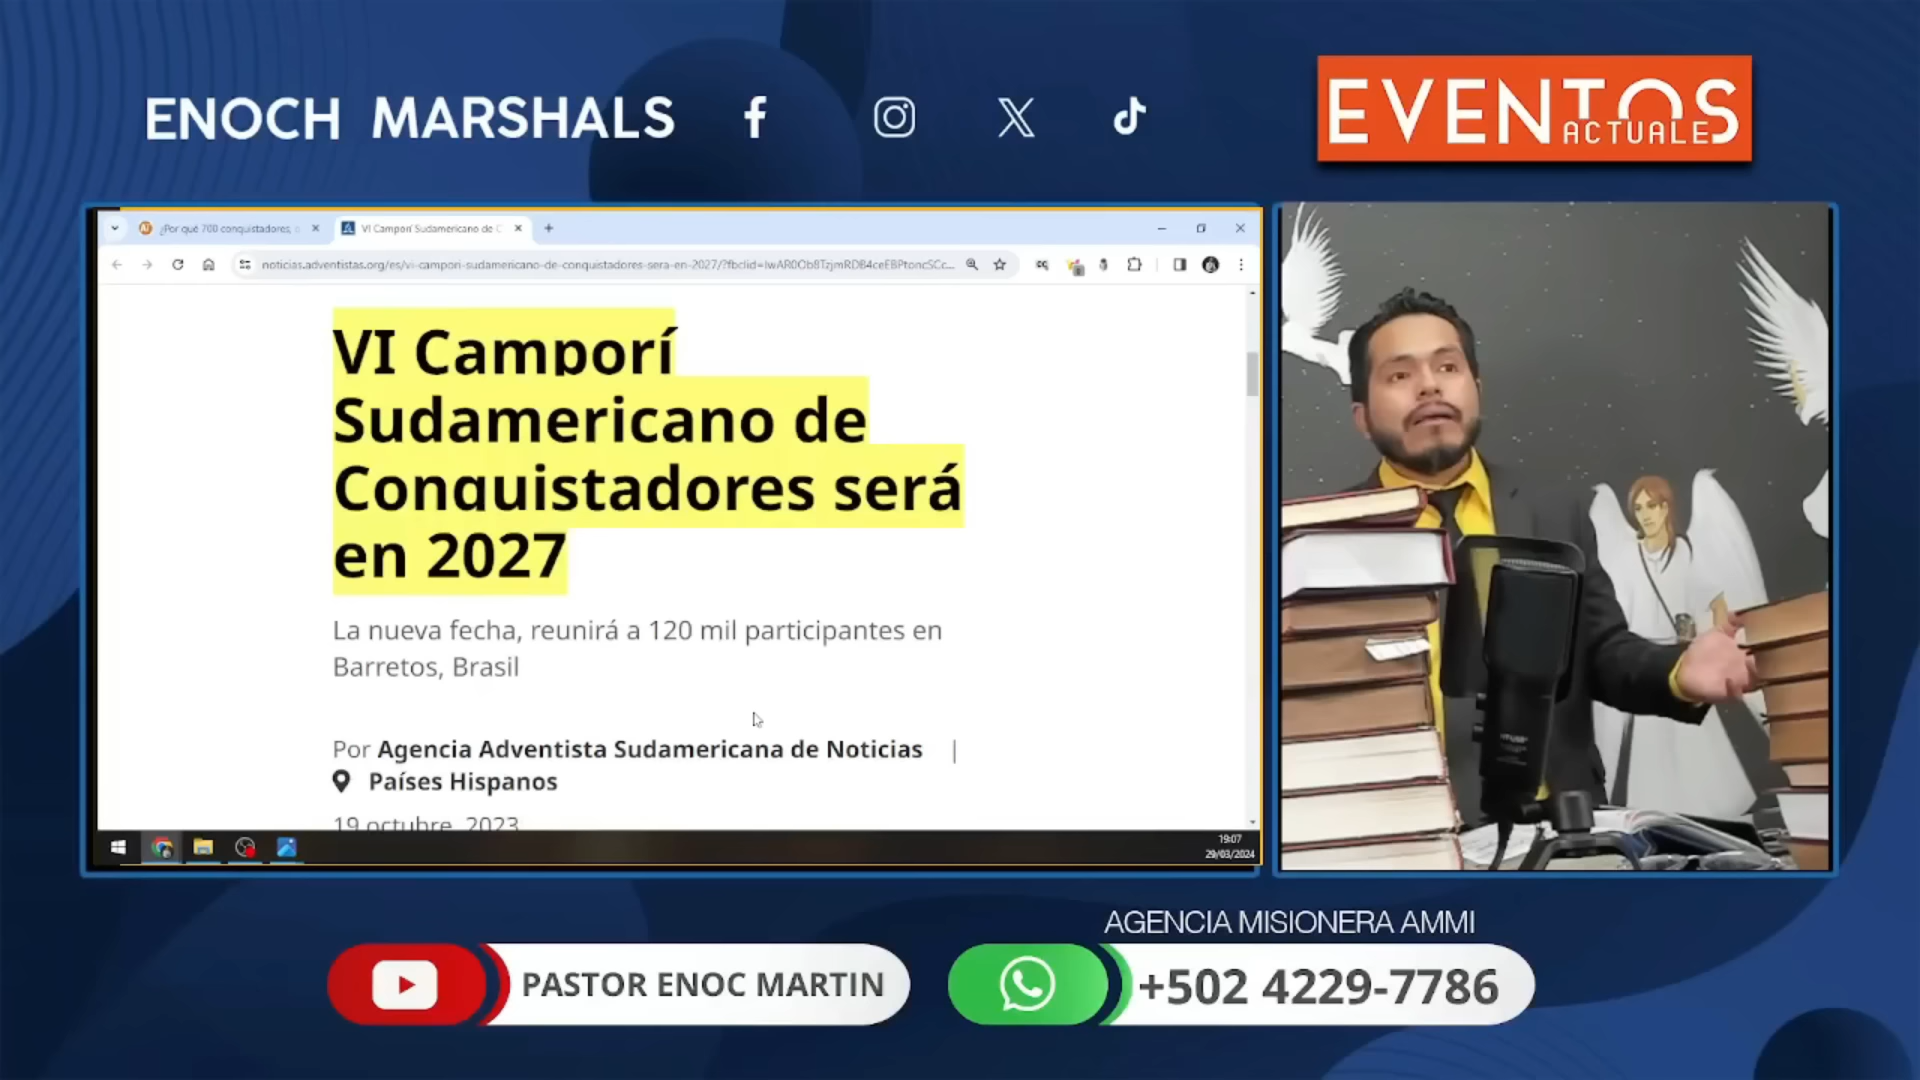 ENOCH MARSHALS
EVENTOS
ACTUALES
¿Por qué 700 conquistadores,
VI Camporí Sudamericano de C
noticias.adventistas.org/es/vi-campori-sudamericano-de-conquistadores-sera-en-2027/?fbclid=
VI Camporí
Sudamericano de
Conquistadores será
en 2027
La nueva fecha, reunirá a 120 mil participantes en
Barretos, Brasil
Por Agencia Adventista Sudamericana de Noticias |
Países Hispanos
19 octubre, 2023
19:07
29/03/2024
AGENCIA MISIONERA AMMI
PASTOR ENOC MARTIN
+502 4229-7786